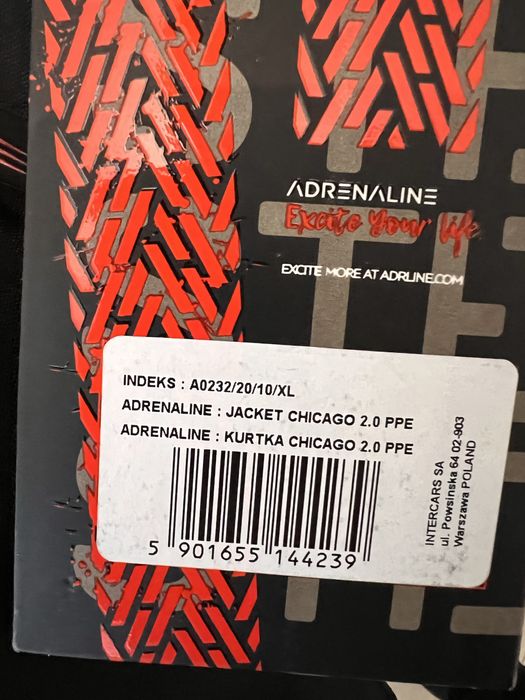 ADRENALINE
Excite Your life
EXCITE MORE AT ADRLINE.COM
INDEKS : A0232/20/10/XL
ADRENALINE : JACKET CHICAGO 2.0 PPE
ADRENALINE : KURTKA CHICAGO 2.0 PPE
5 901655 144239
INTERCARS SA
ul. Powsinska 64 02-903
Warszawa POLAND